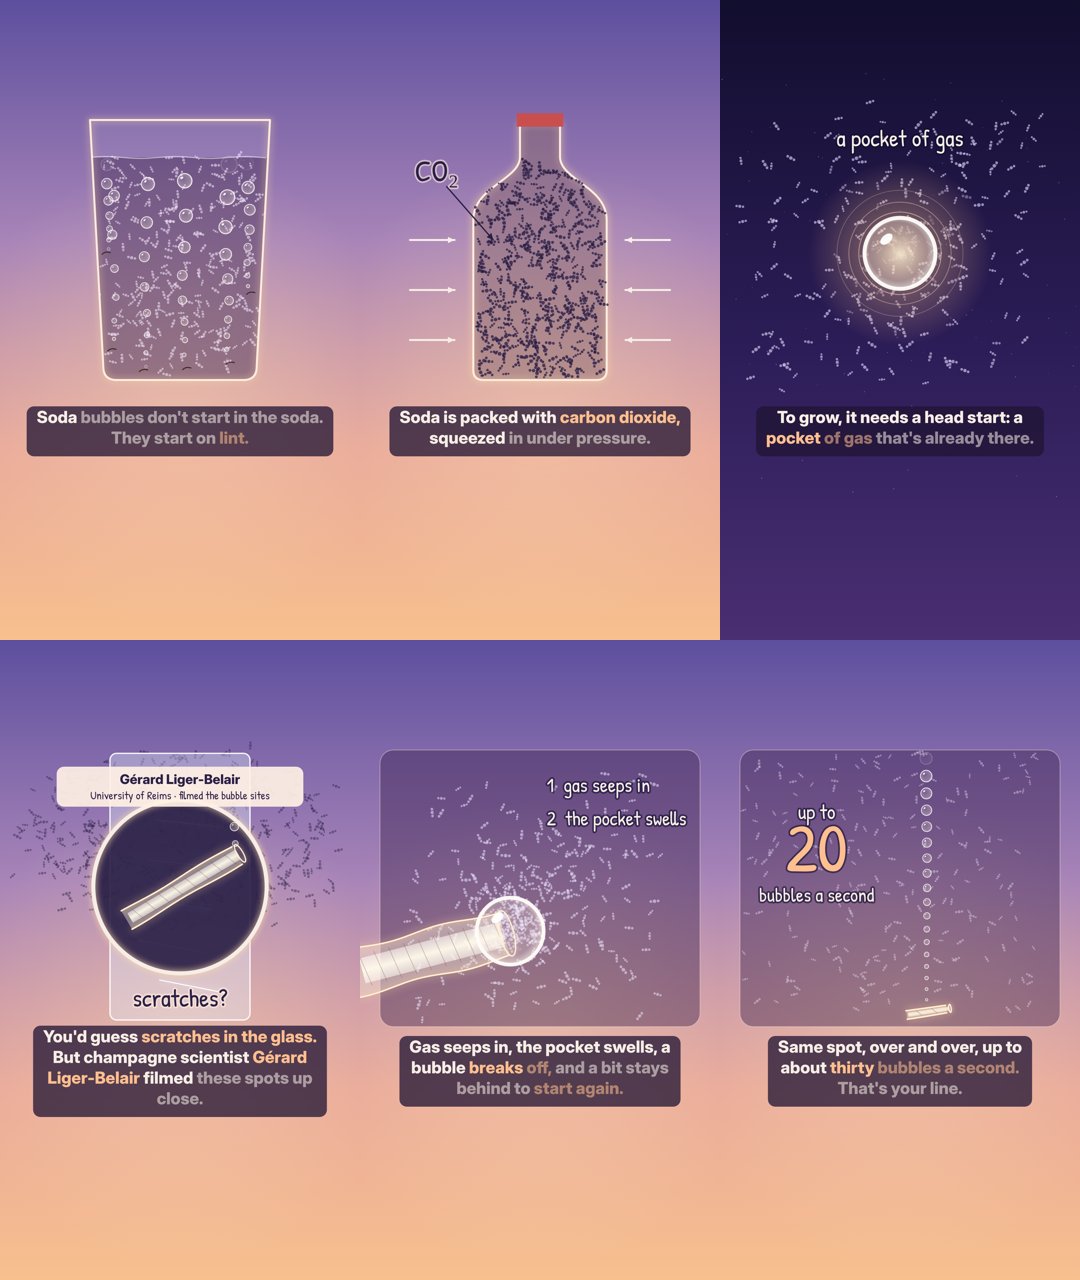 Soda bubbles don't start in the soda.
They start on lint.
CO₂
Soda is packed with carbon dioxide,
squeezed in under pressure.
a pocket of gas
To grow, it needs a head start: a
pocket of gas that's already there.
Gérard Liger-Belair
University of Reims · filmed the bubble sites
scratches?
You'd guess scratches in the glass.
But champagne scientist Gérard
Liger-Belair filmed these spots up
close.
1 gas seeps in
2 the pocket swells
Gas seeps in, the pocket swells, a
bubble breaks off, and a bit stays
behind to start again.
up to
20
bubbles a second
Same spot, over and over, up to
about thirty bubbles a second.
That's your line.